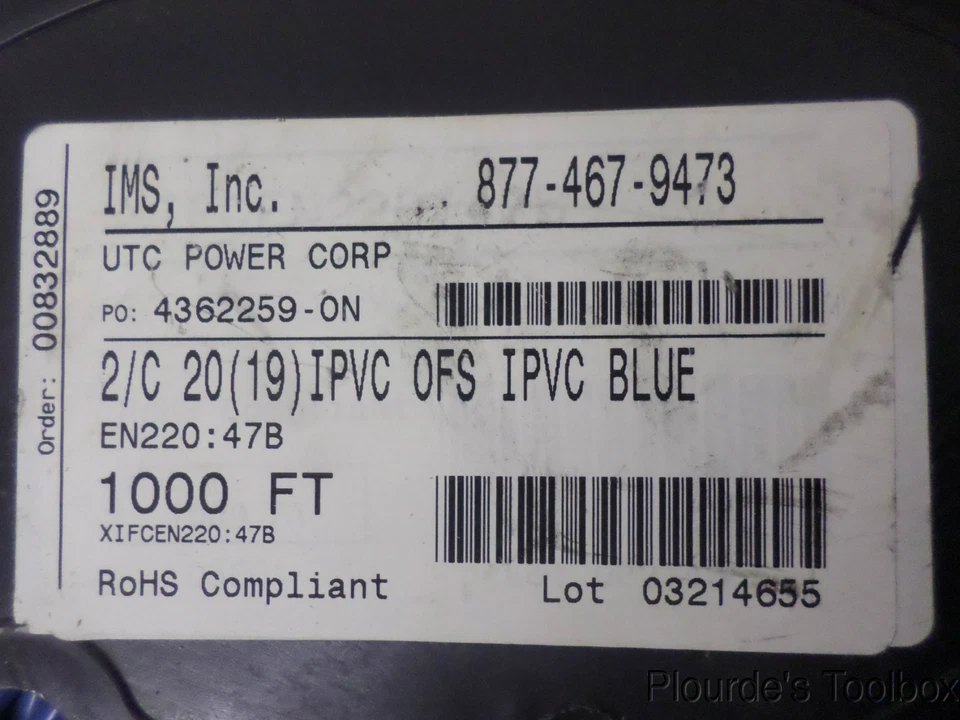 IMS, Inc. 877-467-9473
UTC POWER CORP
PO: 4362259-ON
2/C 20(19)IPVC OFS IPVC BLUE
EN220:47B
1000 FT
XIFCEN220:47B
RoHS Compliant Lot 03214655
Order: 00832889
Plourde's Toolbox